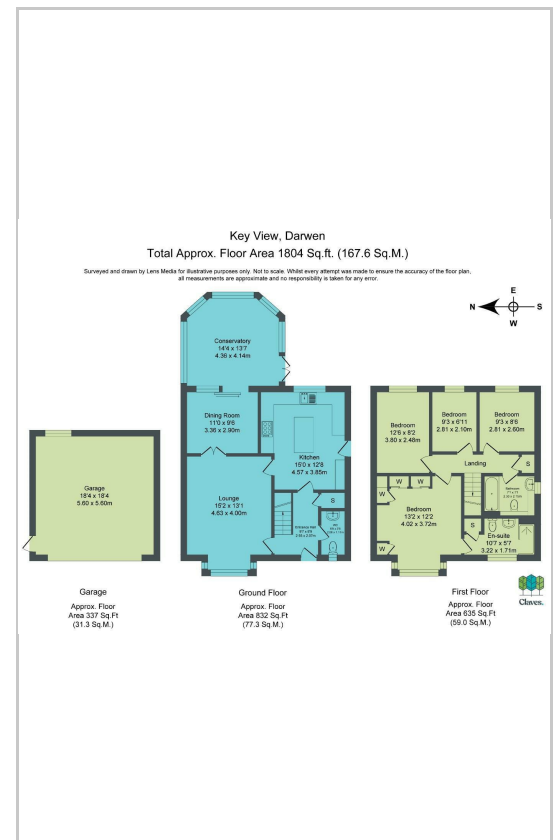 Key View, Darwen
Total Approx. Floor Area 1804 Sq.ft. (167.6 Sq.M.)
Surveyed and drawn by Lens Media for illustrative purposes only. Not to scale. Whilst every attempt was made to ensure the accuracy of the floor plan,
all measurements are approximate and no responsibility is taken for any error.
E
N
S
W
Garage
18'4 x 18'4
5.60 x 5.60m
Garage
Approx. Floor
Area 337 Sq.Ft
(31.3 Sq.M.)
Conservatory
14'4 x 13'7
4.36 x 4.14m
Dining Room
11'0 x 9'6
3.36 x 2.90m
Kitchen
15'0 x 12'8
4.57 x 3.85m
Lounge
15'2 x 13'1
4.63 x 4.00m
S
Entrance Hall
Ground Floor
Approx. Floor
Area 832 Sq.Ft
(77.3 Sq.M.)
Bedroom
12'6 x 8'2
3.80 x 2.48m
Bedroom
9'3 x 6'11
2.81 x 2.10m
Bedroom
9'3 x 8'6
2.81 x 2.60m
Landing
S
W
W
W
Bathroom
Bedroom
13'2 x 12'2
4.02 x 3.72m
S
En-suite
10'7 x 5'7
3.22 x 1.71m
W
First Floor
Approx. Floor
Area 635 Sq.Ft
(59.0 Sq.M.)
Claves.